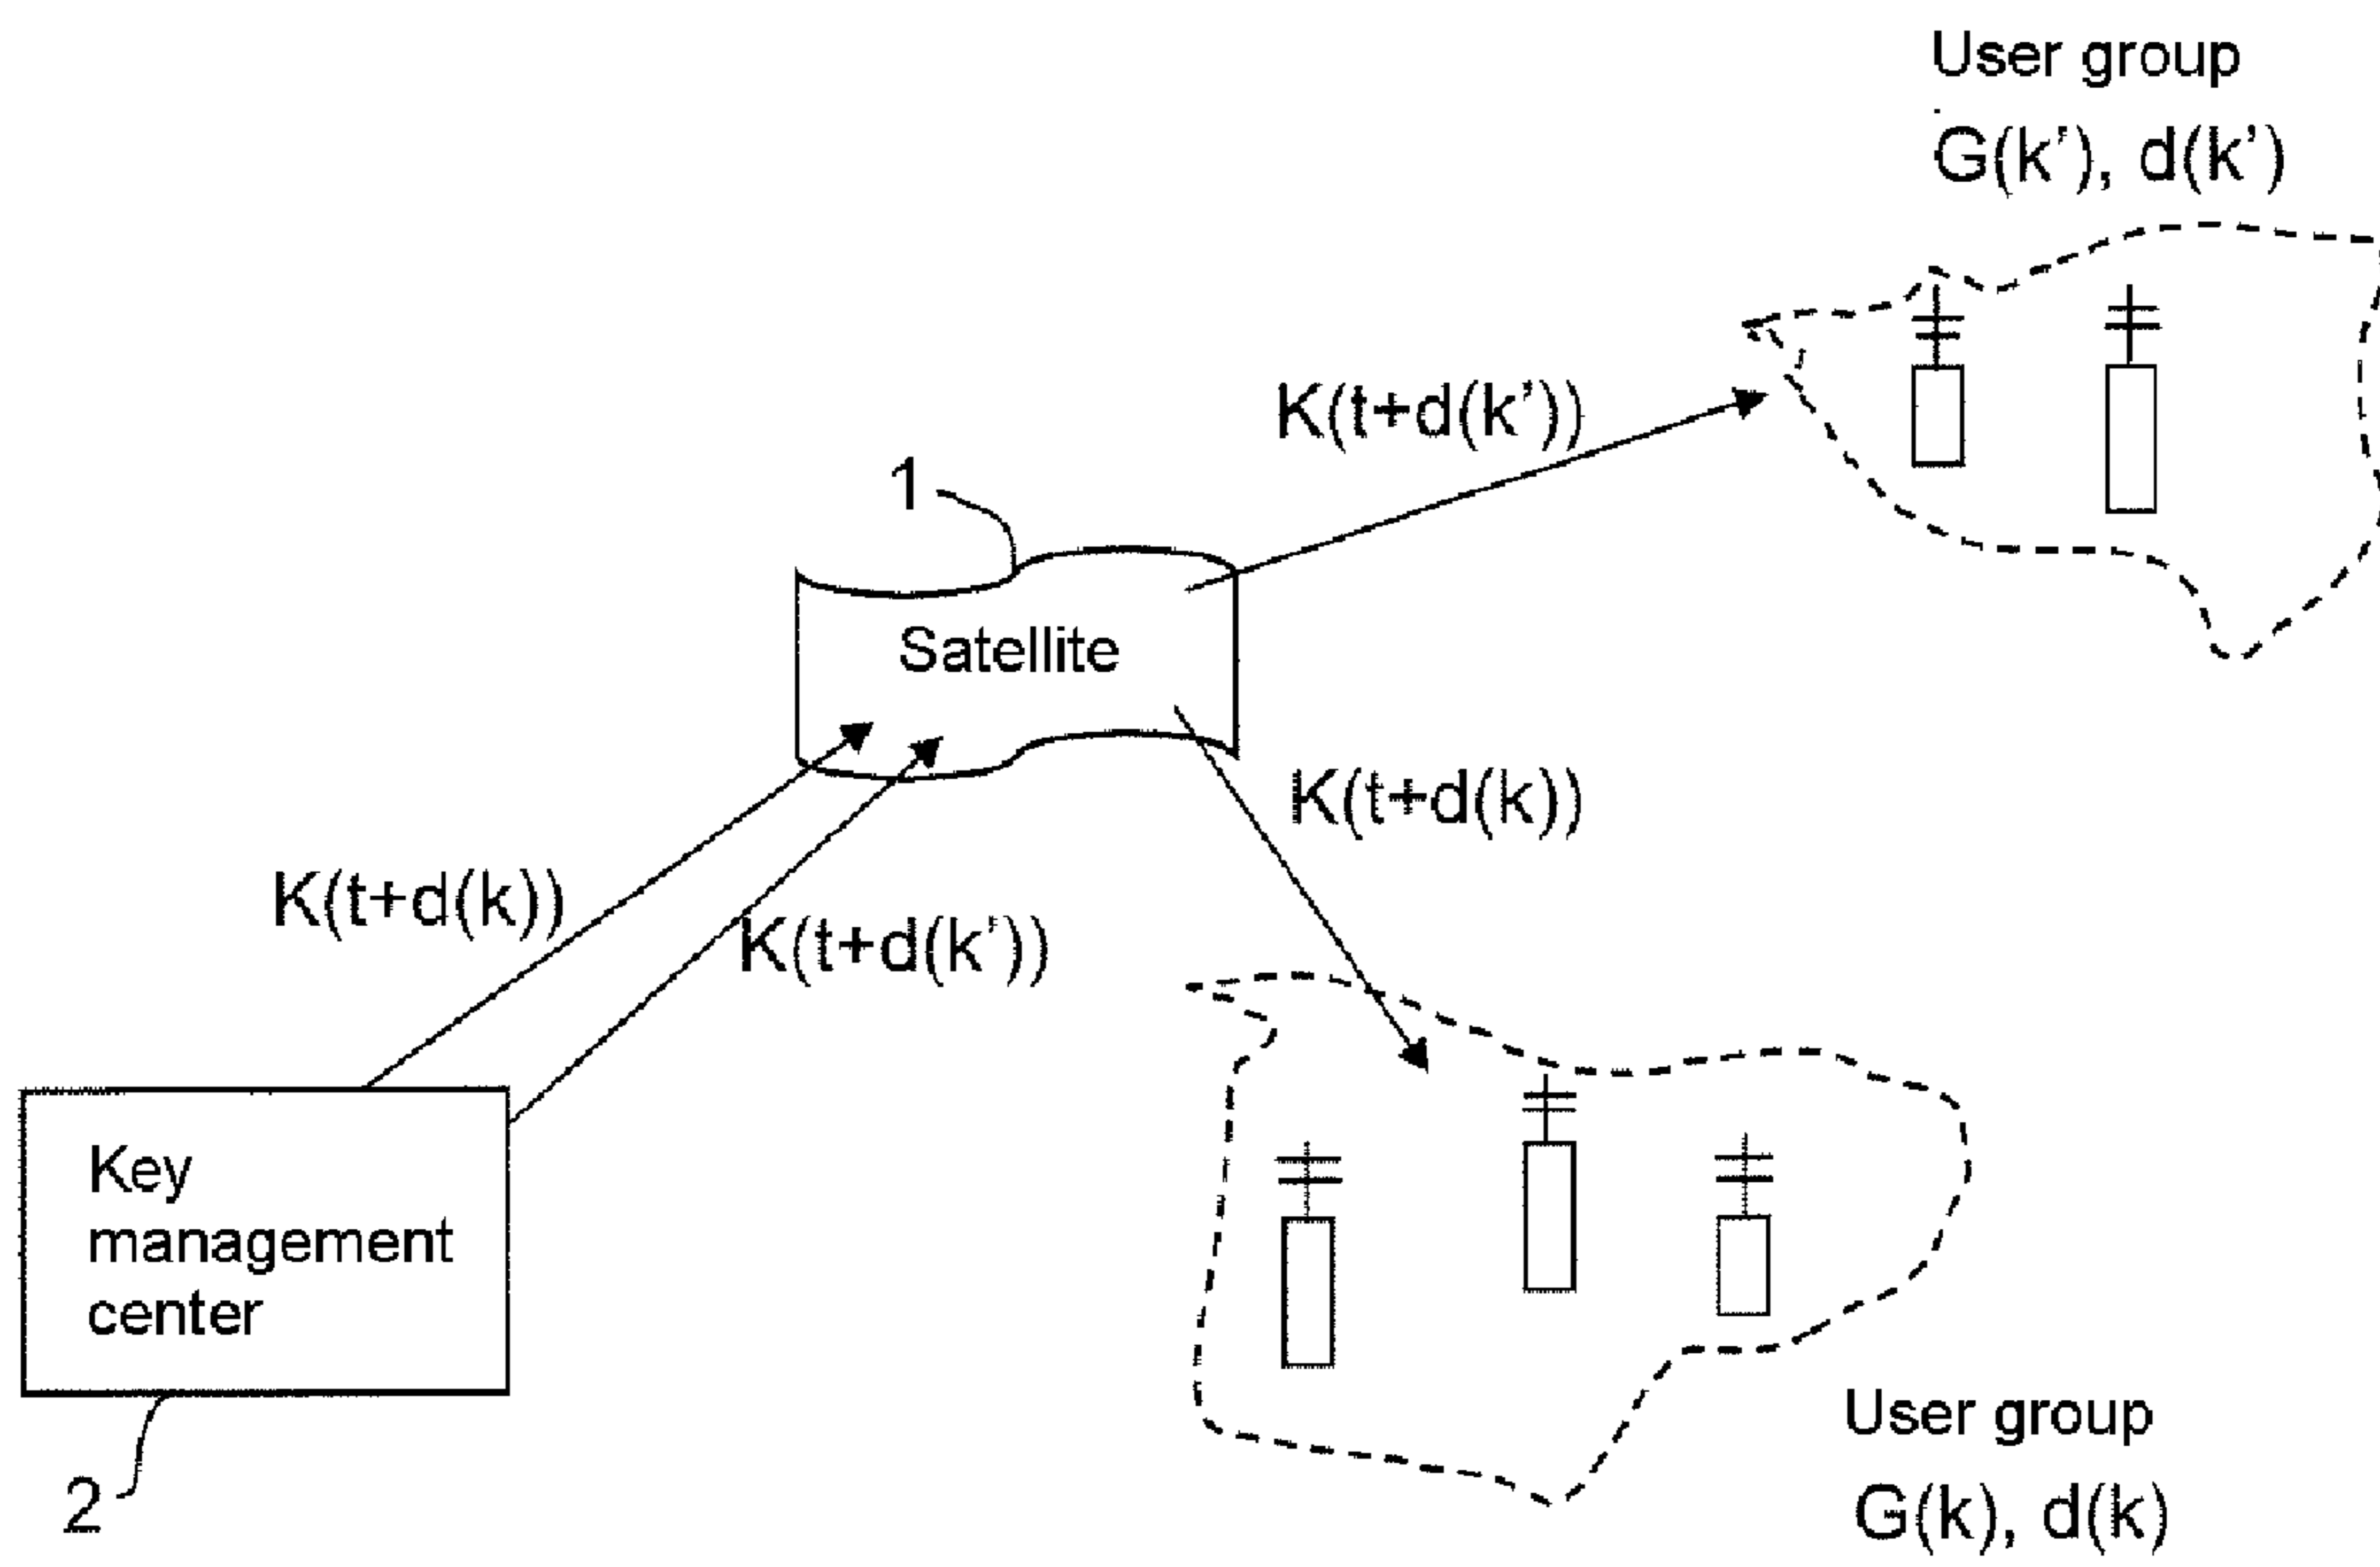 User group
G(k’), d(k’)
K(t+d(k’))
1
Satellite
K(t+d(k))
K(t+d(k))
K(t+d(k’))
Key
management
center
2
User group
G(k), d(k)